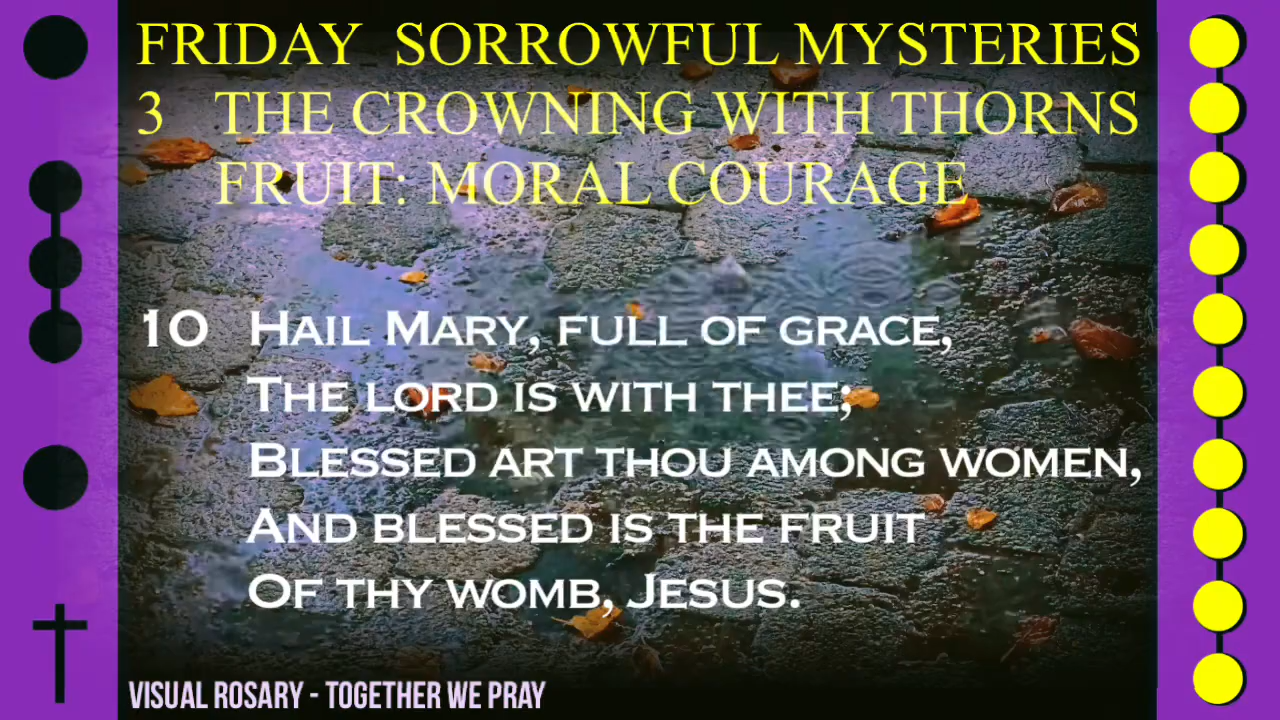 FRIDAY SORROWFUL MYSTERIES
3 THE CROWNING WITH THORNS
FRUIT: MORAL COURAGE
10 HAIL MARY, FULL OF GRACE,
THE LORD IS WITH THEE;
BLESSED ART THOU AMONG WOMEN,
AND BLESSED IS THE FRUIT
OF THY WOMB, JESUS.
VISUAL ROSARY - TOGETHER WE PRAY